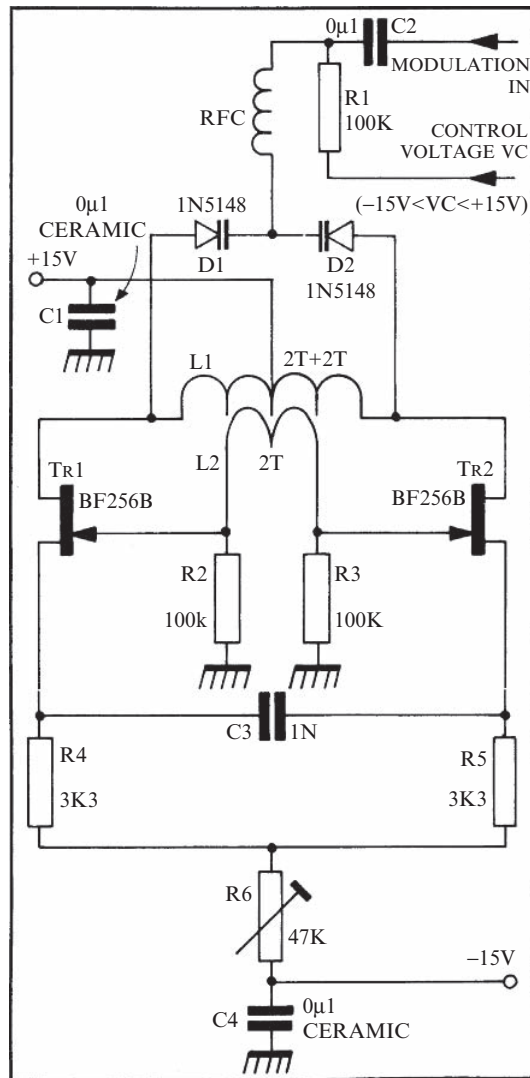 0µ1
C2
MODULATION
IN
R1
100K
RFC
CONTROL
VOLTAGE VC
(−15V<VC<+15V)
0µ1
CERAMIC
1N5148
D1
D2
1N5148
+15V
C1
L1
2T+2T
L2
2T
TR1
BF256B
TR2
BF256B
R2
100k
R3
100K
C3
1N
R4
3K3
R5
3K3
R6
47K
−15V
C4
0µ1
CERAMIC